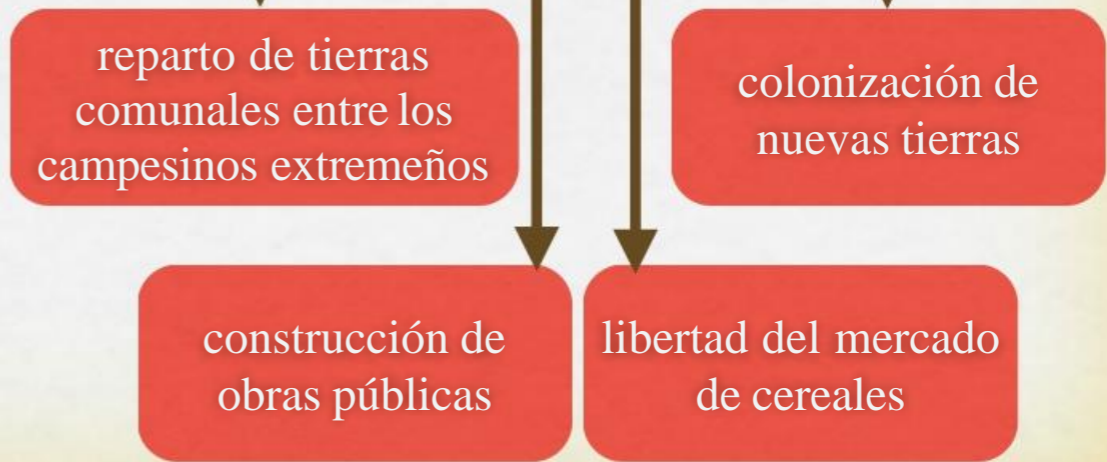 reparto de tierras
comunales entre los
campesinos extremeños
colonización de
nuevas tierras
construcción de
obras públicas
libertad del mercado
de cereales